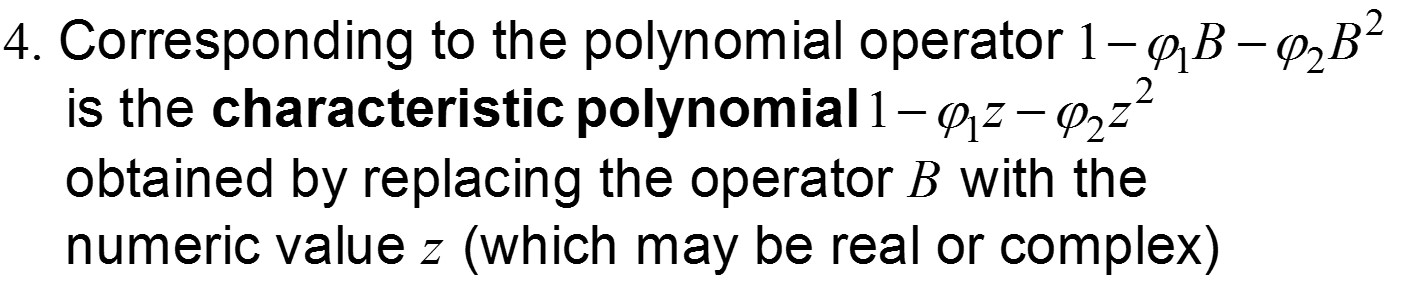 4. Corresponding to the polynomial operator 1 − φ₁B − φ₂B²
is the characteristic polynomial 1 − φ₁z − φ₂z²
obtained by replacing the operator B with the
numeric value z (which may be real or complex)